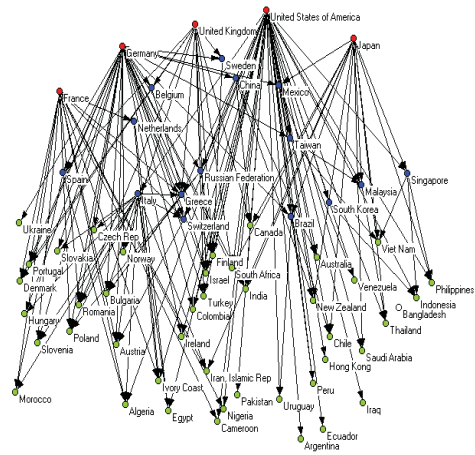 United States of America
United Kingdom
Japan
Germany
Sweden
China
Mexico
Belgium
France
Netherlands
Taiwan
Russian Federation
Spain
Malaysia
Singapore
Italy
Greece
South Korea
Switzerland
Brazil
Ukraine
Czech Rep
Canada
Viet Nam
Slovakia
Norway
Finland
Australia
Portugal
Israel
South Africa
Denmark
India
Venezuela
Philippines
Bulgaria
Turkey
Indonesia
Romania
Colombia
New Zealand
Bangladesh
Hungary
Thailand
Poland
Ireland
Chile
Slovenia
Austria
Saudi Arabia
Hong Kong
Iran, Islamic Rep
Ivory Coast
Peru
Morocco
Pakistan
Uruguay
Iraq
Algeria
Egypt
Nigeria
Cameroon
Ecuador
Argentina